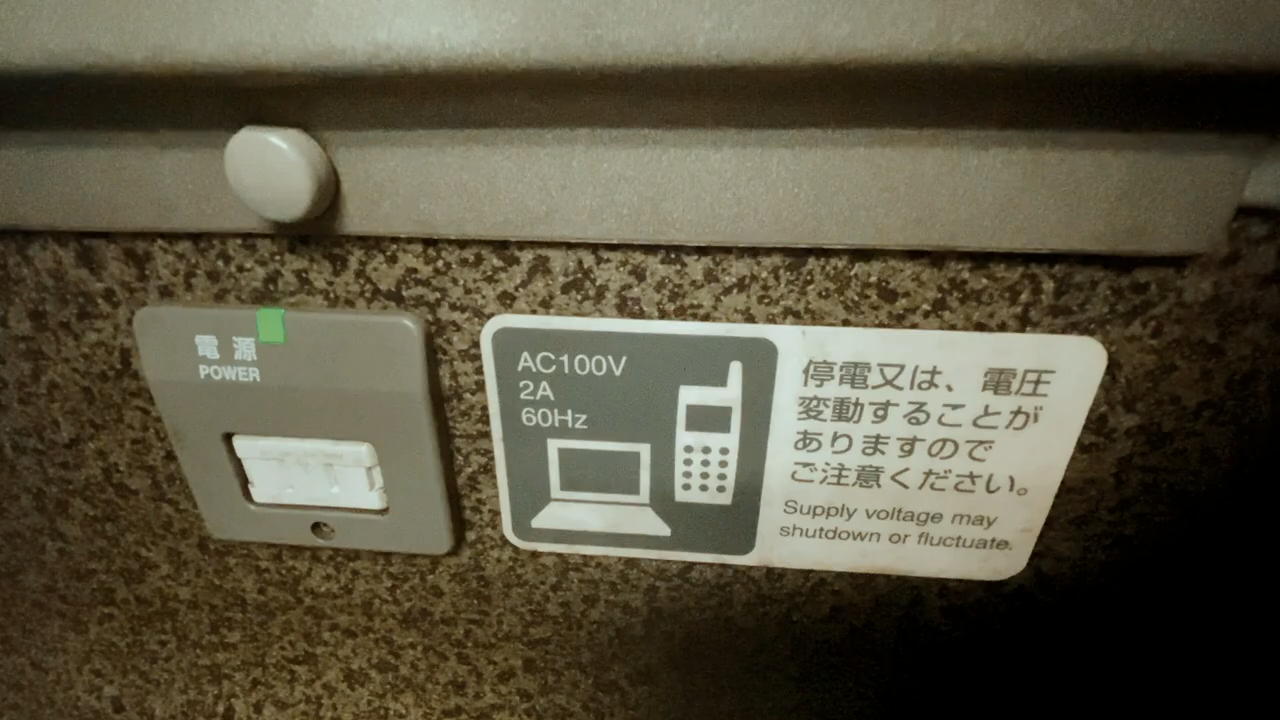 電源
POWER
AC100V
2A
60Hz
停電又は、電圧
変動することが
ありますので
ご注意ください。
Supply voltage may
shutdown or fluctuate.